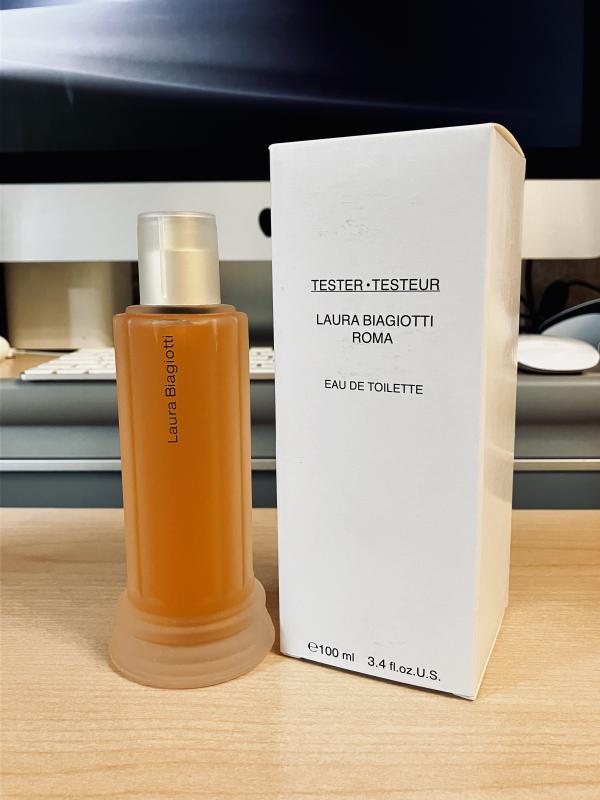 Laura Biagiotti
TESTER•TESTEUR
LAURA BIAGIOTTI
ROMA
EAU DE TOILETTE
℮100 ml 3.4 fl.oz.U.S.